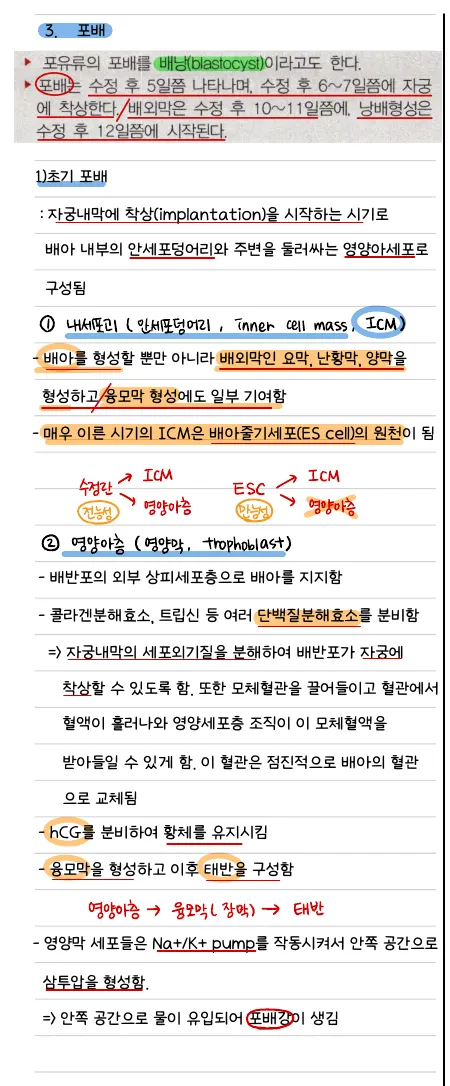 3. 포배
▶ 포유류의 포배를 배낭(blastocyst)이라고도 한다.
▶ 포배는 수정 후 5일쯤 나타나며, 수정 후 6~7일쯤에 자궁
에 착상한다. 배외막은 수정 후 10~11일쯤에, 낭배형성은
수정 후 12일쯤에 시작된다.
1)초기 포배
: 자궁내막에 착상(implantation)을 시작하는 시기로
배아 내부의 안세포덩어리와 주변을 둘러싸는 영양아세포로
구성됨
① 내세포괴 (안세포덩어리, inner cell mass, ICM)
- 배아를 형성할 뿐만 아니라 배외막인 요막, 난황막, 양막을
형성하고 융모막 형성에도 일부 기여함
- 매우 이른 시기의 ICM은 배아줄기세포(ES cell)의 원천이 됨
수정란 → ICM
→ 영양아층
전능성
ESC → ICM
→ 영양아층
만능성
② 영양아층 (영양막, trophoblast)
- 배반포의 외부 상피세포층으로 배아를 지지함
- 콜라겐분해효소, 트립신 등 여러 단백질분해효소를 분비함
=> 자궁내막의 세포외기질을 분해하여 배반포가 자궁에
착상할 수 있도록 함. 또한 모체혈관을 끌어들이고 혈관에서
혈액이 흘러나와 영양세포층 조직이 이 모체혈액을
받아들일 수 있게 함. 이 혈관은 점진적으로 배아의 혈관
으로 교체됨
- hCG를 분비하여 황체를 유지시킴
- 융모막을 형성하고 이후 태반을 구성함
영양아층 → 융모막(장막) → 태반
- 영양막 세포들은 Na+/K+ pump를 작동시켜서 안쪽 공간으로
삼투압을 형성함.
=> 안쪽 공간으로 물이 유입되어 포배강이 생김